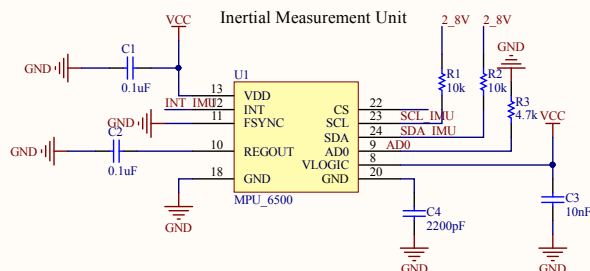 Inertial Measurement Unit
VCC
2_8V
2_8V
GND
C1
GND
0.1uF
U1
R1
10k
R2
10k
R3
4.7k
VCC
13
VDD
INT_IMU
12
INT
CS
22
GND
11
FSYNC
SCL
23
SCL_IMU
C2
SDA
24
SDA_IMU
GND
0.1uF
10
REGOUT
AD0
9
AD0
VLOGIC
8
18
GND
GND
20
MPU_6500
C3
10nF
C4
2200pF
GND
GND
GND